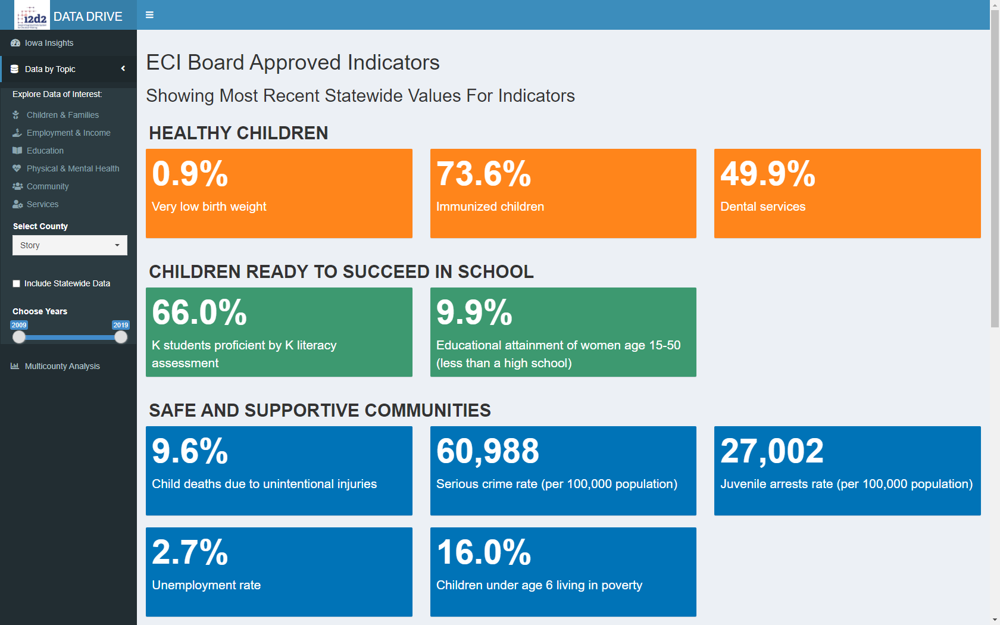 i2d2
DATA DRIVE
Iowa Insights
Data by Topic
Explore Data of Interest:
Children & Families
Employment & Income
Education
Physical & Mental Health
Community
Services
Select County
Story
Include Statewide Data
Choose Years
2009
2019
Multicounty Analysis
ECI Board Approved Indicators
Showing Most Recent Statewide Values For Indicators
HEALTHY CHILDREN
0.9%
Very low birth weight
73.6%
Immunized children
49.9%
Dental services
CHILDREN READY TO SUCCEED IN SCHOOL
66.0%
K students proficient by K literacy
assessment
9.9%
Educational attainment of women age 15-50
(less than a high school)
SAFE AND SUPPORTIVE COMMUNITIES
9.6%
Child deaths due to unintentional injuries
60,988
Serious crime rate (per 100,000 population)
27,002
Juvenile arrests rate (per 100,000 population)
2.7%
Unemployment rate
16.0%
Children under age 6 living in poverty